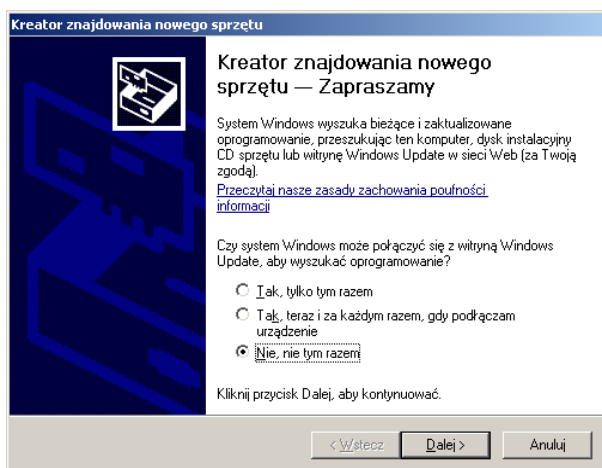 Kreator znajdowania nowego sprzętu
Kreator znajdowania nowego
sprzętu — Zapraszamy
System Windows wyszuka bieżące i zaktualizowane
oprogramowanie, przeszukując ten komputer, dysk instalacyjny
CD sprzętu lub witrynę Windows Update w sieci Web (za Twoją
zgodą).
Przeczytaj nasze zasady zachowania poufności
informacji
Czy system Windows może połączyć się z witryną Windows
Update, aby wyszukać oprogramowanie?
Tak, tylko tym razem
Tak, teraz i za każdym razem, gdy podłączam
urządzenie
Nie, nie tym razem
Kliknij przycisk Dalej, aby kontynuować.
< Wstecz Dalej > Anuluj